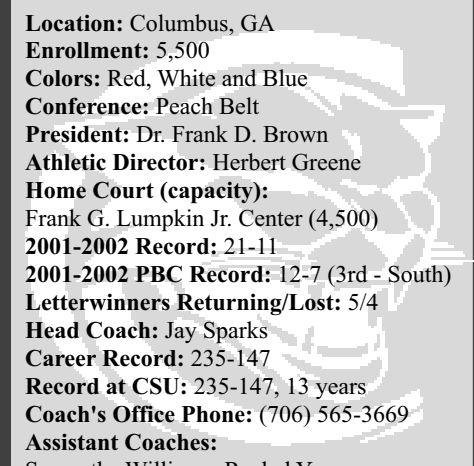 Location: Columbus, GA
Enrollment: 5,500
Colors: Red, White and Blue
Conference: Peach Belt
President: Dr. Frank D. Brown
Athletic Director: Herbert Greene
Home Court (capacity):
Frank G. Lumpkin Jr. Center (4,500)
2001-2002 Record: 21-11
2001-2002 PBC Record: 12-7 (3rd - South)
Letterwinners Returning/Lost: 5/4
Head Coach: Jay Sparks
Career Record: 235-147
Record at CSU: 235-147, 13 years
Coach's Office Phone: (706) 565-3669
Assistant Coaches: